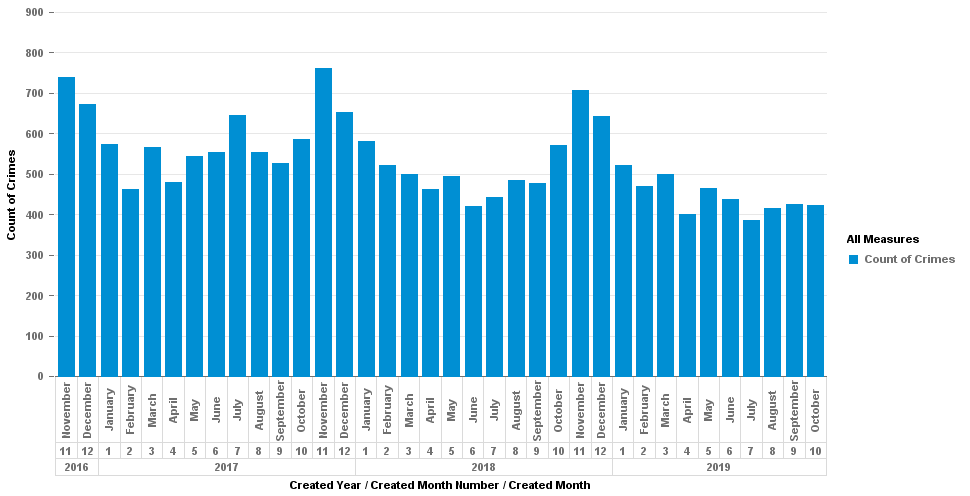 900
800
700
600
500
400
300
200
100
0
Count of Crimes
All Measures
Count of Crimes
November December January February March April May June July August September October November December January February March April May June July August September October November December January February March April May June July August September October
11 12 1 2 3 4 5 6 7 8 9 10 11 12 1 2 3 4 5 6 7 8 9 10 11 12 1 2 3 4 5 6 7 8 9 10
2016 2017 2018 2019
Created Year / Created Month Number / Created Month